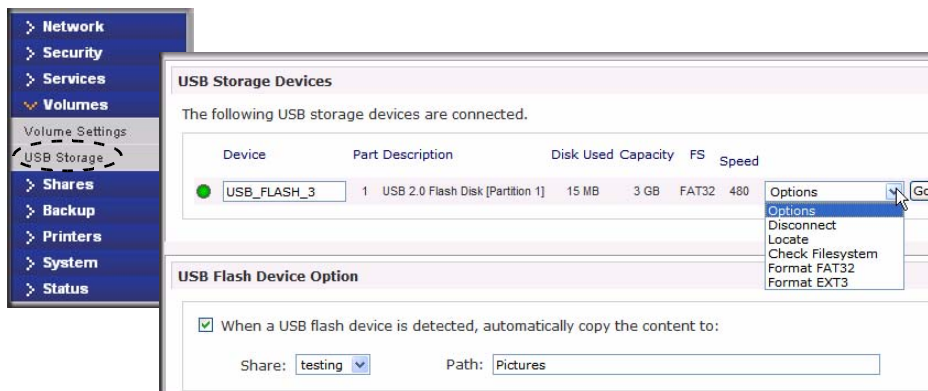 Network
Security
Services
Volumes
Volume Settings
USB Storage
Shares
Backup
Printers
System
Status
USB Storage Devices
The following USB storage devices are connected.
Device Part Description Disk Used Capacity FS Speed
USB_FLASH_3 1 USB 2.0 Flash Disk [Partition 1] 15 MB 3 GB FAT32 480 Options Go
Options
Disconnect
Locate
Check Filesystem
Format FAT32
Format EXT3
USB Flash Device Option
When a USB flash device is detected, automatically copy the content to:
Share: testing Path: Pictures